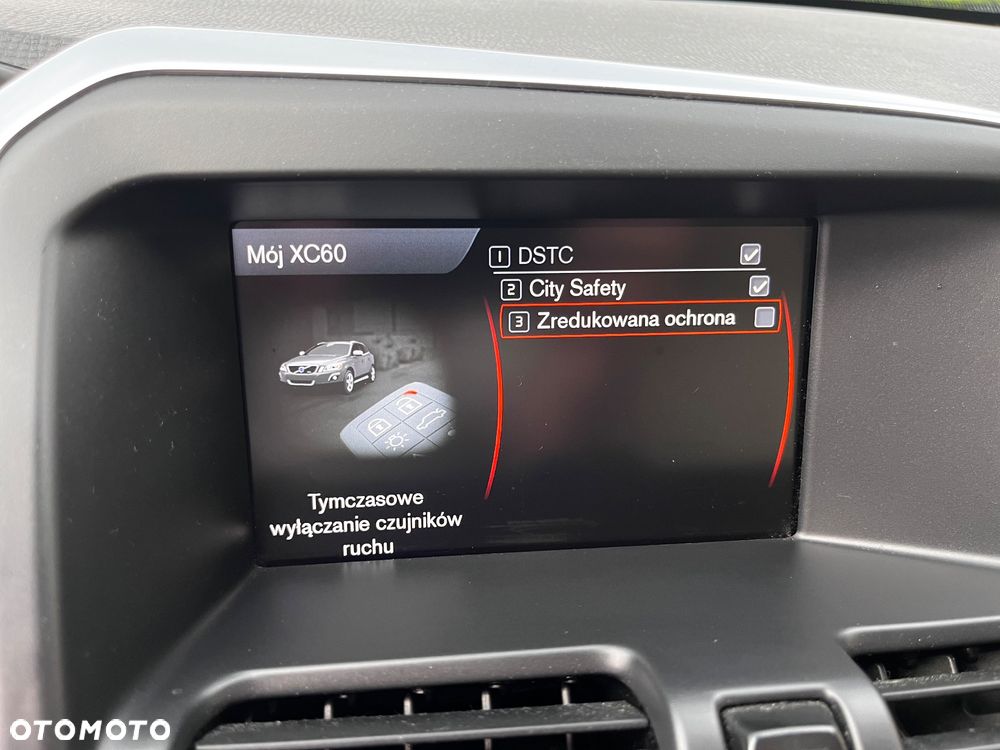 Mój XC60
1 DSTC
2 City Safety
3 Zredukowana ochrona
Tymczasowe
wyłączanie czujników
ruchu
OTOMOTO